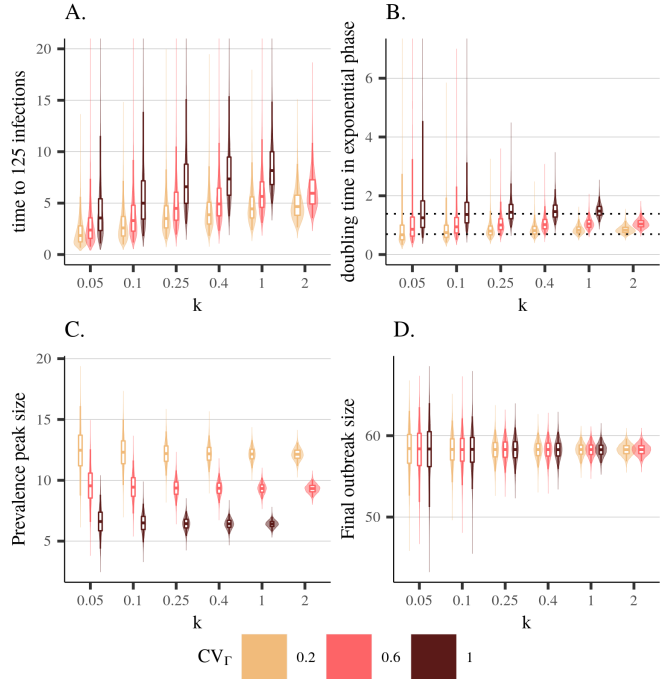 A.
time to 125 infections
20
15
10
5
0
0.05 0.1 0.25 0.4 1 2
k
B.
doubling time in exponential phase
6
4
2
0
0.05 0.1 0.25 0.4 1 2
k
C.
Prevalence peak size
20
15
10
5
0.05 0.1 0.25 0.4 1 2
k
D.
Final outbreak size
60
50
0.05 0.1 0.25 0.4 1 2
k
CV_Γ 0.2 0.6 1